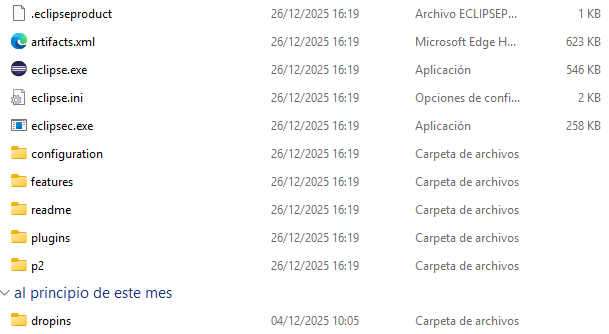 .eclipseproduct 26/12/2025 16:19 Archivo ECLIPSEP... 1 KB
artifacts.xml 26/12/2025 16:19 Microsoft Edge H... 623 KB
eclipse.exe 26/12/2025 16:19 Aplicación 546 KB
eclipse.ini 26/12/2025 16:19 Opciones de confi... 2 KB
eclipsec.exe 26/12/2025 16:19 Aplicación 258 KB
configuration 26/12/2025 16:19 Carpeta de archivos
features 26/12/2025 16:19 Carpeta de archivos
readme 26/12/2025 16:19 Carpeta de archivos
plugins 26/12/2025 16:19 Carpeta de archivos
p2 26/12/2025 16:19 Carpeta de archivos
al principio de este mes
dropins 04/12/2025 10:05 Carpeta de archivos